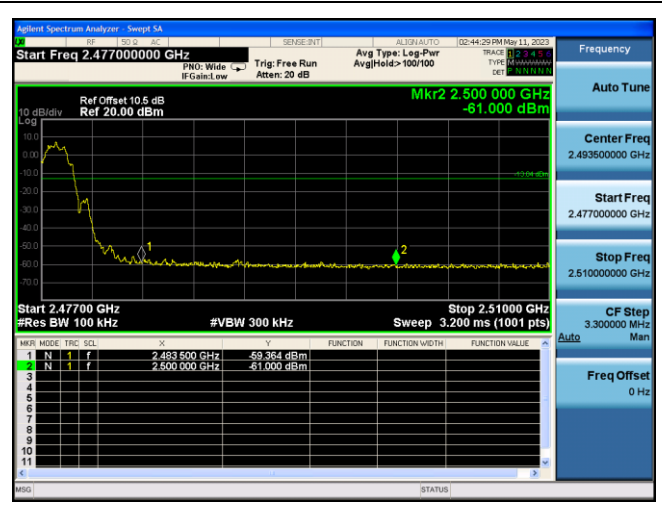 Agilent Spectrum Analyzer - Swept SA
RF 50 Ω AC SENSE:INT ALIGN AUTO 02:44:29 PM May 11, 2023
Start Freq 2.477000000 GHz
PNO: Wide
IFGain:Low
Trig: Free Run
Atten: 20 dB
Avg Type: Log-Pwr
Avg|Hold:> 100/100
TRACE 1 2 3 4 5 6
TYPE M
DET P N N N N N
Frequency
Auto Tune
Center Freq
2.493500000 GHz
Start Freq
2.477000000 GHz
Stop Freq
2.510000000 GHz
CF Step
3.300000 MHz
Auto Man
Freq Offset
0 Hz
Ref Offset 10.5 dB
10 dB/div Ref 20.00 dBm
Log
Mkr2 2.500 000 GHz
-61.000 dBm
10.0
0.00
-10.0
-20.0
-30.0
-40.0
-50.0
-60.0
-70.0
-13.04 dBm
1
2
Start 2.47700 GHz Stop 2.51000 GHz
#Res BW 100 kHz #VBW 300 kHz Sweep 3.200 ms (1001 pts)
MKR MODE TRC SCL X Y FUNCTION FUNCTION WIDTH FUNCTION VALUE
1 N 1 f 2.483 500 GHz -59.364 dBm
2 N 1 f 2.500 000 GHz -61.000 dBm
3
4
5
6
7
8
9
10
11
MSG STATUS